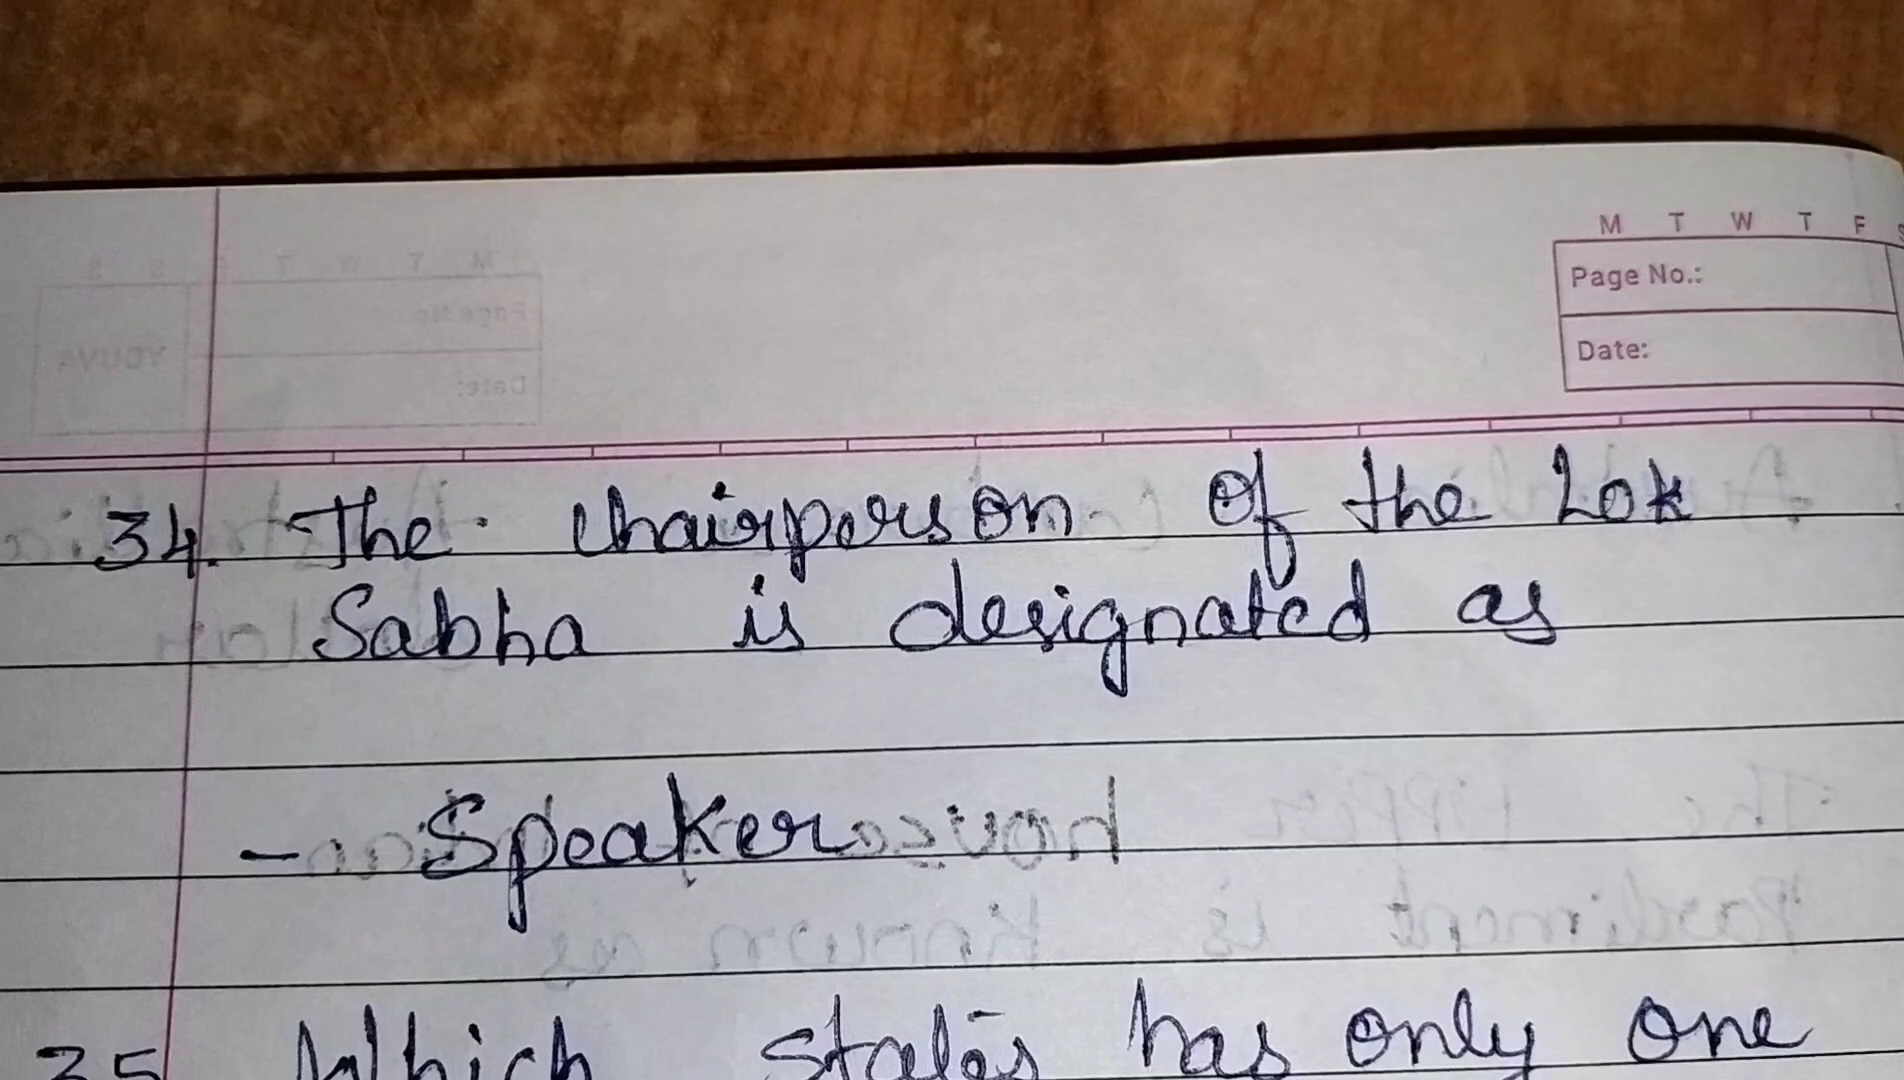 M T W T F S
Page No.:
Date:
34. The chairperson of the Lok
Sabha is designated as
- Speaker
35 Which states has only one